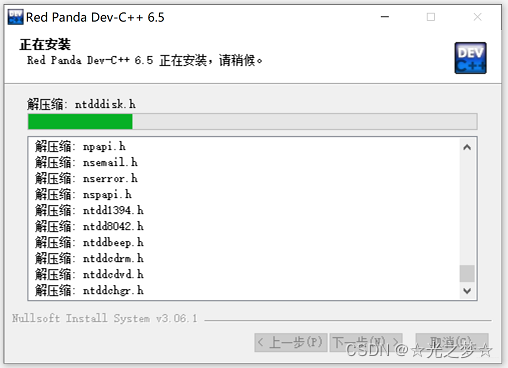 Red Panda Dev-C++ 6.5
正在安装
Red Panda Dev-C++ 6.5 正在安装,请稍候。
DEV
C++
解压缩: ntdddisk.h
解压缩: npapi.h
解压缩: nsemail.h
解压缩: nserror.h
解压缩: nspapi.h
解压缩: ntdd1394.h
解压缩: ntdd8042.h
解压缩: ntddbeep.h
解压缩: ntddcdrm.h
解压缩: ntddcdvd.h
解压缩: ntddchgr.h
Nullsoft Install System v3.06.1
< 上一步(P) 下一步(N) > 取消(C)
CSDN @☆光之梦☆